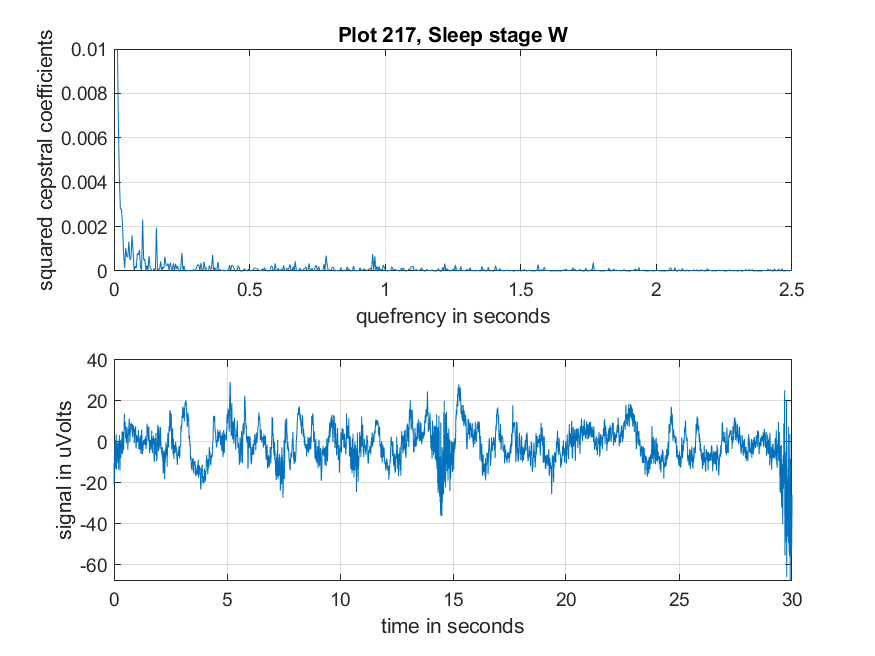 Plot 217, Sleep stage W
squared cepstral coefficients
0.01
0.008
0.006
0.004
0.002
0
0 0.5 1 1.5 2 2.5
quefrency in seconds
signal in uVolts
40
20
0
-20
-40
-60
0 5 10 15 20 25 30
time in seconds